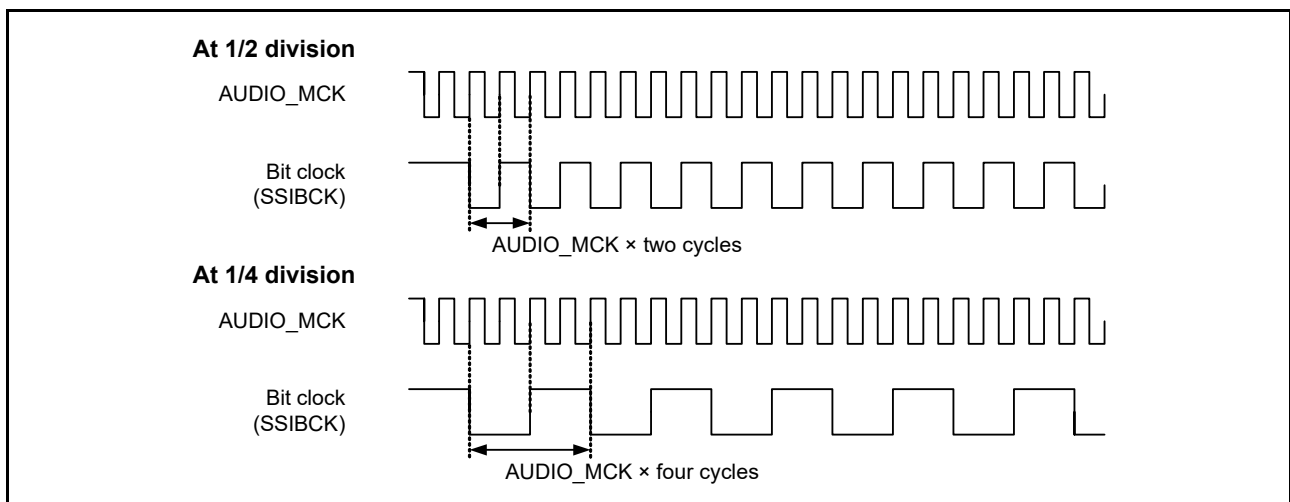 At 1/2 division
AUDIO_MCK
Bit clock
(SSIBCK)
AUDIO_MCK × two cycles
At 1/4 division
AUDIO_MCK
Bit clock
(SSIBCK)
AUDIO_MCK × four cycles